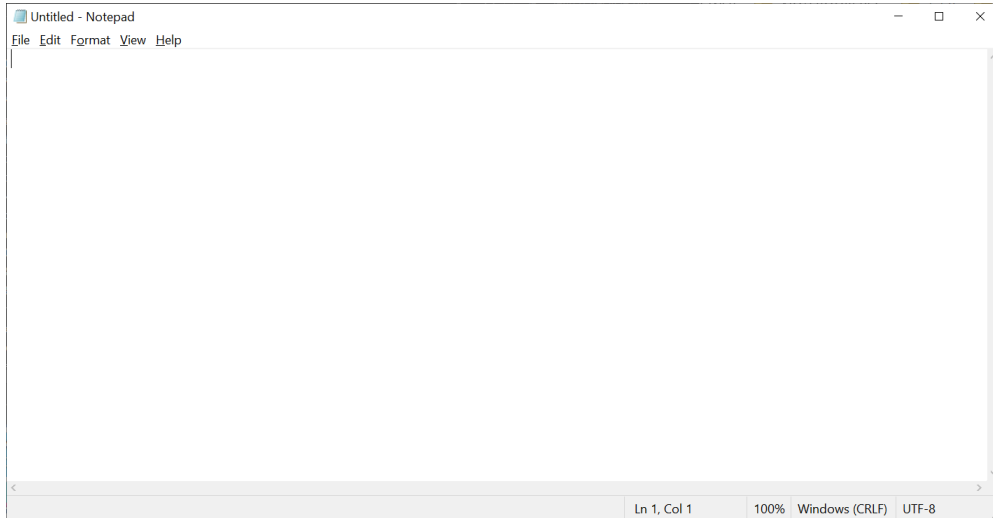 Untitled - Notepad
File Edit Format View Help
Ln 1, Col 1 100% Windows (CRLF) UTF-8